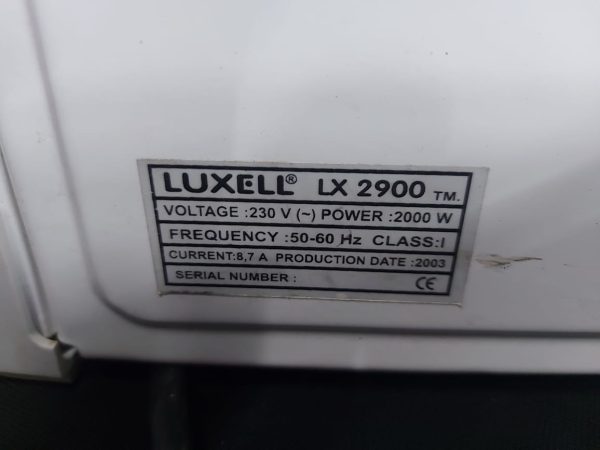 LUXELL® LX 2900 TM.
VOLTAGE :230 V (~) POWER :2000 W
FREQUENCY :50-60 Hz CLASS:I
CURRENT:8,7 A PRODUCTION DATE :2003
SERIAL NUMBER : CE